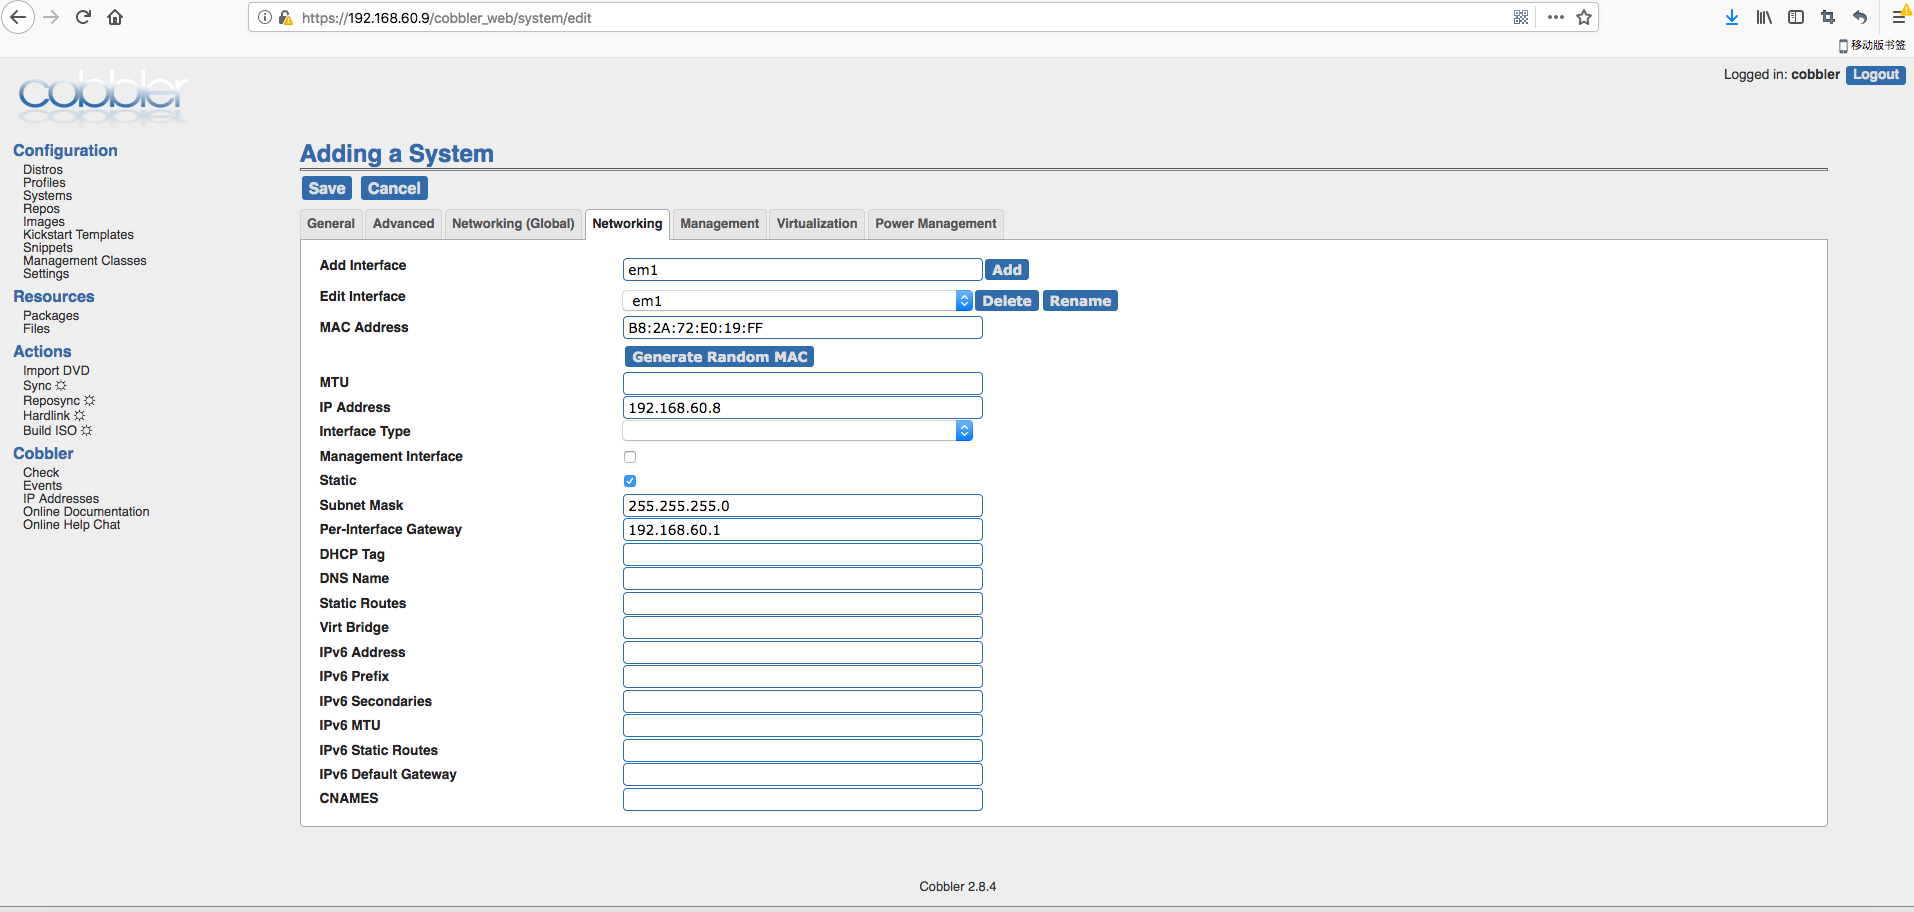 https://192.168.60.9/cobbler_web/system/edit
移动版书签
cobbler
Logged in: cobbler Logout
Configuration
Distros
Profiles
Systems
Repos
Images
Kickstart Templates
Snippets
Management Classes
Settings
Resources
Packages
Files
Actions
Import DVD
Sync
Reposync
Hardlink
Build ISO
Cobbler
Check
Events
IP Addresses
Online Documentation
Online Help Chat
Adding a System
Save Cancel
General Advanced Networking (Global) Networking Management Virtualization Power Management
Add Interface em1 Add
Edit Interface em1 Delete Rename
MAC Address B8:2A:72:E0:19:FF
Generate Random MAC
MTU
IP Address 192.168.60.8
Interface Type
Management Interface
Static
Subnet Mask 255.255.255.0
Per-Interface Gateway 192.168.60.1
DHCP Tag
DNS Name
Static Routes
Virt Bridge
IPv6 Address
IPv6 Prefix
IPv6 Secondaries
IPv6 MTU
IPv6 Static Routes
IPv6 Default Gateway
CNAMES
Cobbler 2.8.4